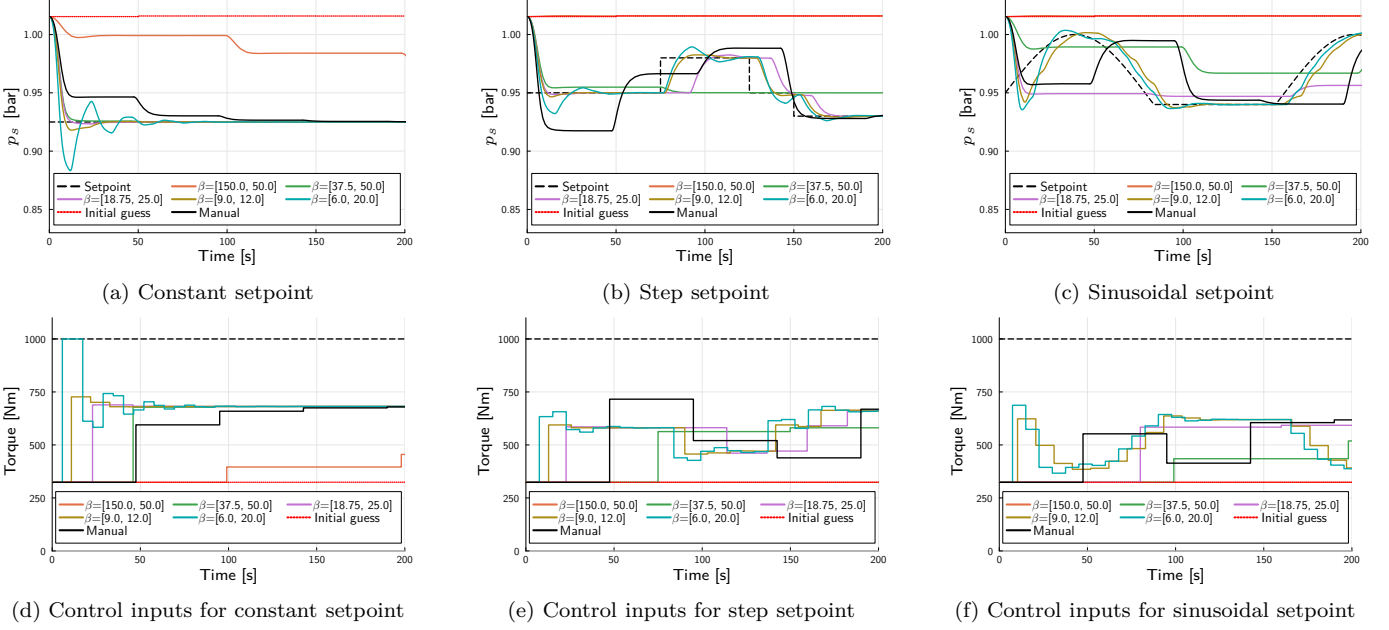 1.00
0.95
0.90
0.85
p_s [bar]
0 50 100 150 200
Time [s]
Setpoint β=[150.0, 50.0] β=[37.5, 50.0]
β=[18.75, 25.0] β=[9.0, 12.0] β=[6.0, 20.0]
Initial guess Manual
(a) Constant setpoint
1.00
0.95
0.90
0.85
p_s [bar]
0 50 100 150 200
Time [s]
Setpoint β=[150.0, 50.0] β=[37.5, 50.0]
β=[18.75, 25.0] β=[9.0, 12.0] β=[6.0, 20.0]
Initial guess Manual
(b) Step setpoint
1.00
0.95
0.90
0.85
p_s [bar]
0 50 100 150 200
Time [s]
Setpoint β=[150.0, 50.0] β=[37.5, 50.0]
β=[18.75, 25.0] β=[9.0, 12.0] β=[6.0, 20.0]
Initial guess Manual
(c) Sinusoidal setpoint
1000
750
500
250
0
Torque [Nm]
0 50 100 150 200
Time [s]
β=[150.0, 50.0] β=[37.5, 50.0] β=[18.75, 25.0]
β=[9.0, 12.0] β=[6.0, 20.0] Initial guess
Manual
(d) Control inputs for constant setpoint
1000
750
500
250
0
Torque [Nm]
0 50 100 150 200
Time [s]
β=[150.0, 50.0] β=[37.5, 50.0] β=[18.75, 25.0]
β=[9.0, 12.0] β=[6.0, 20.0] Initial guess
Manual
(e) Control inputs for step setpoint
1000
750
500
250
0
Torque [Nm]
0 50 100 150 200
Time [s]
β=[150.0, 50.0] β=[37.5, 50.0] β=[18.75, 25.0]
β=[9.0, 12.0] β=[6.0, 20.0] Initial guess
Manual
(f) Control inputs for sinusoidal setpoint